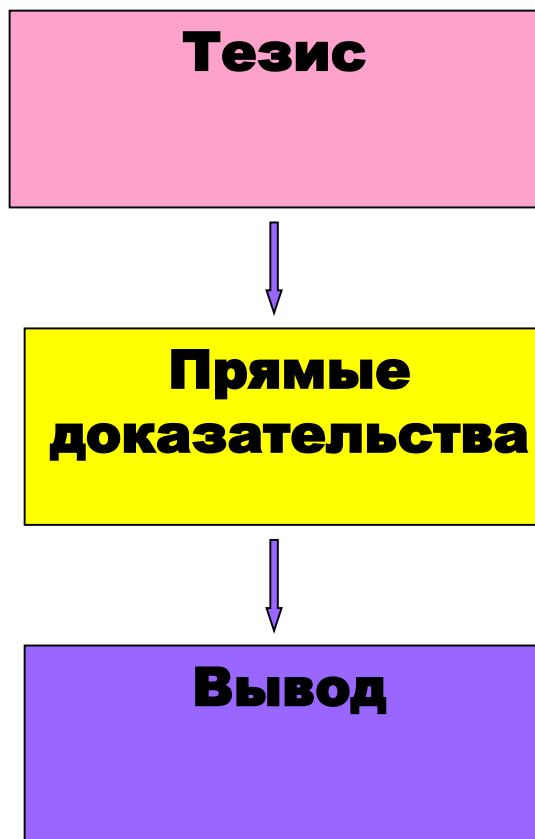 Тезис
Прямые
доказательства
Вывод